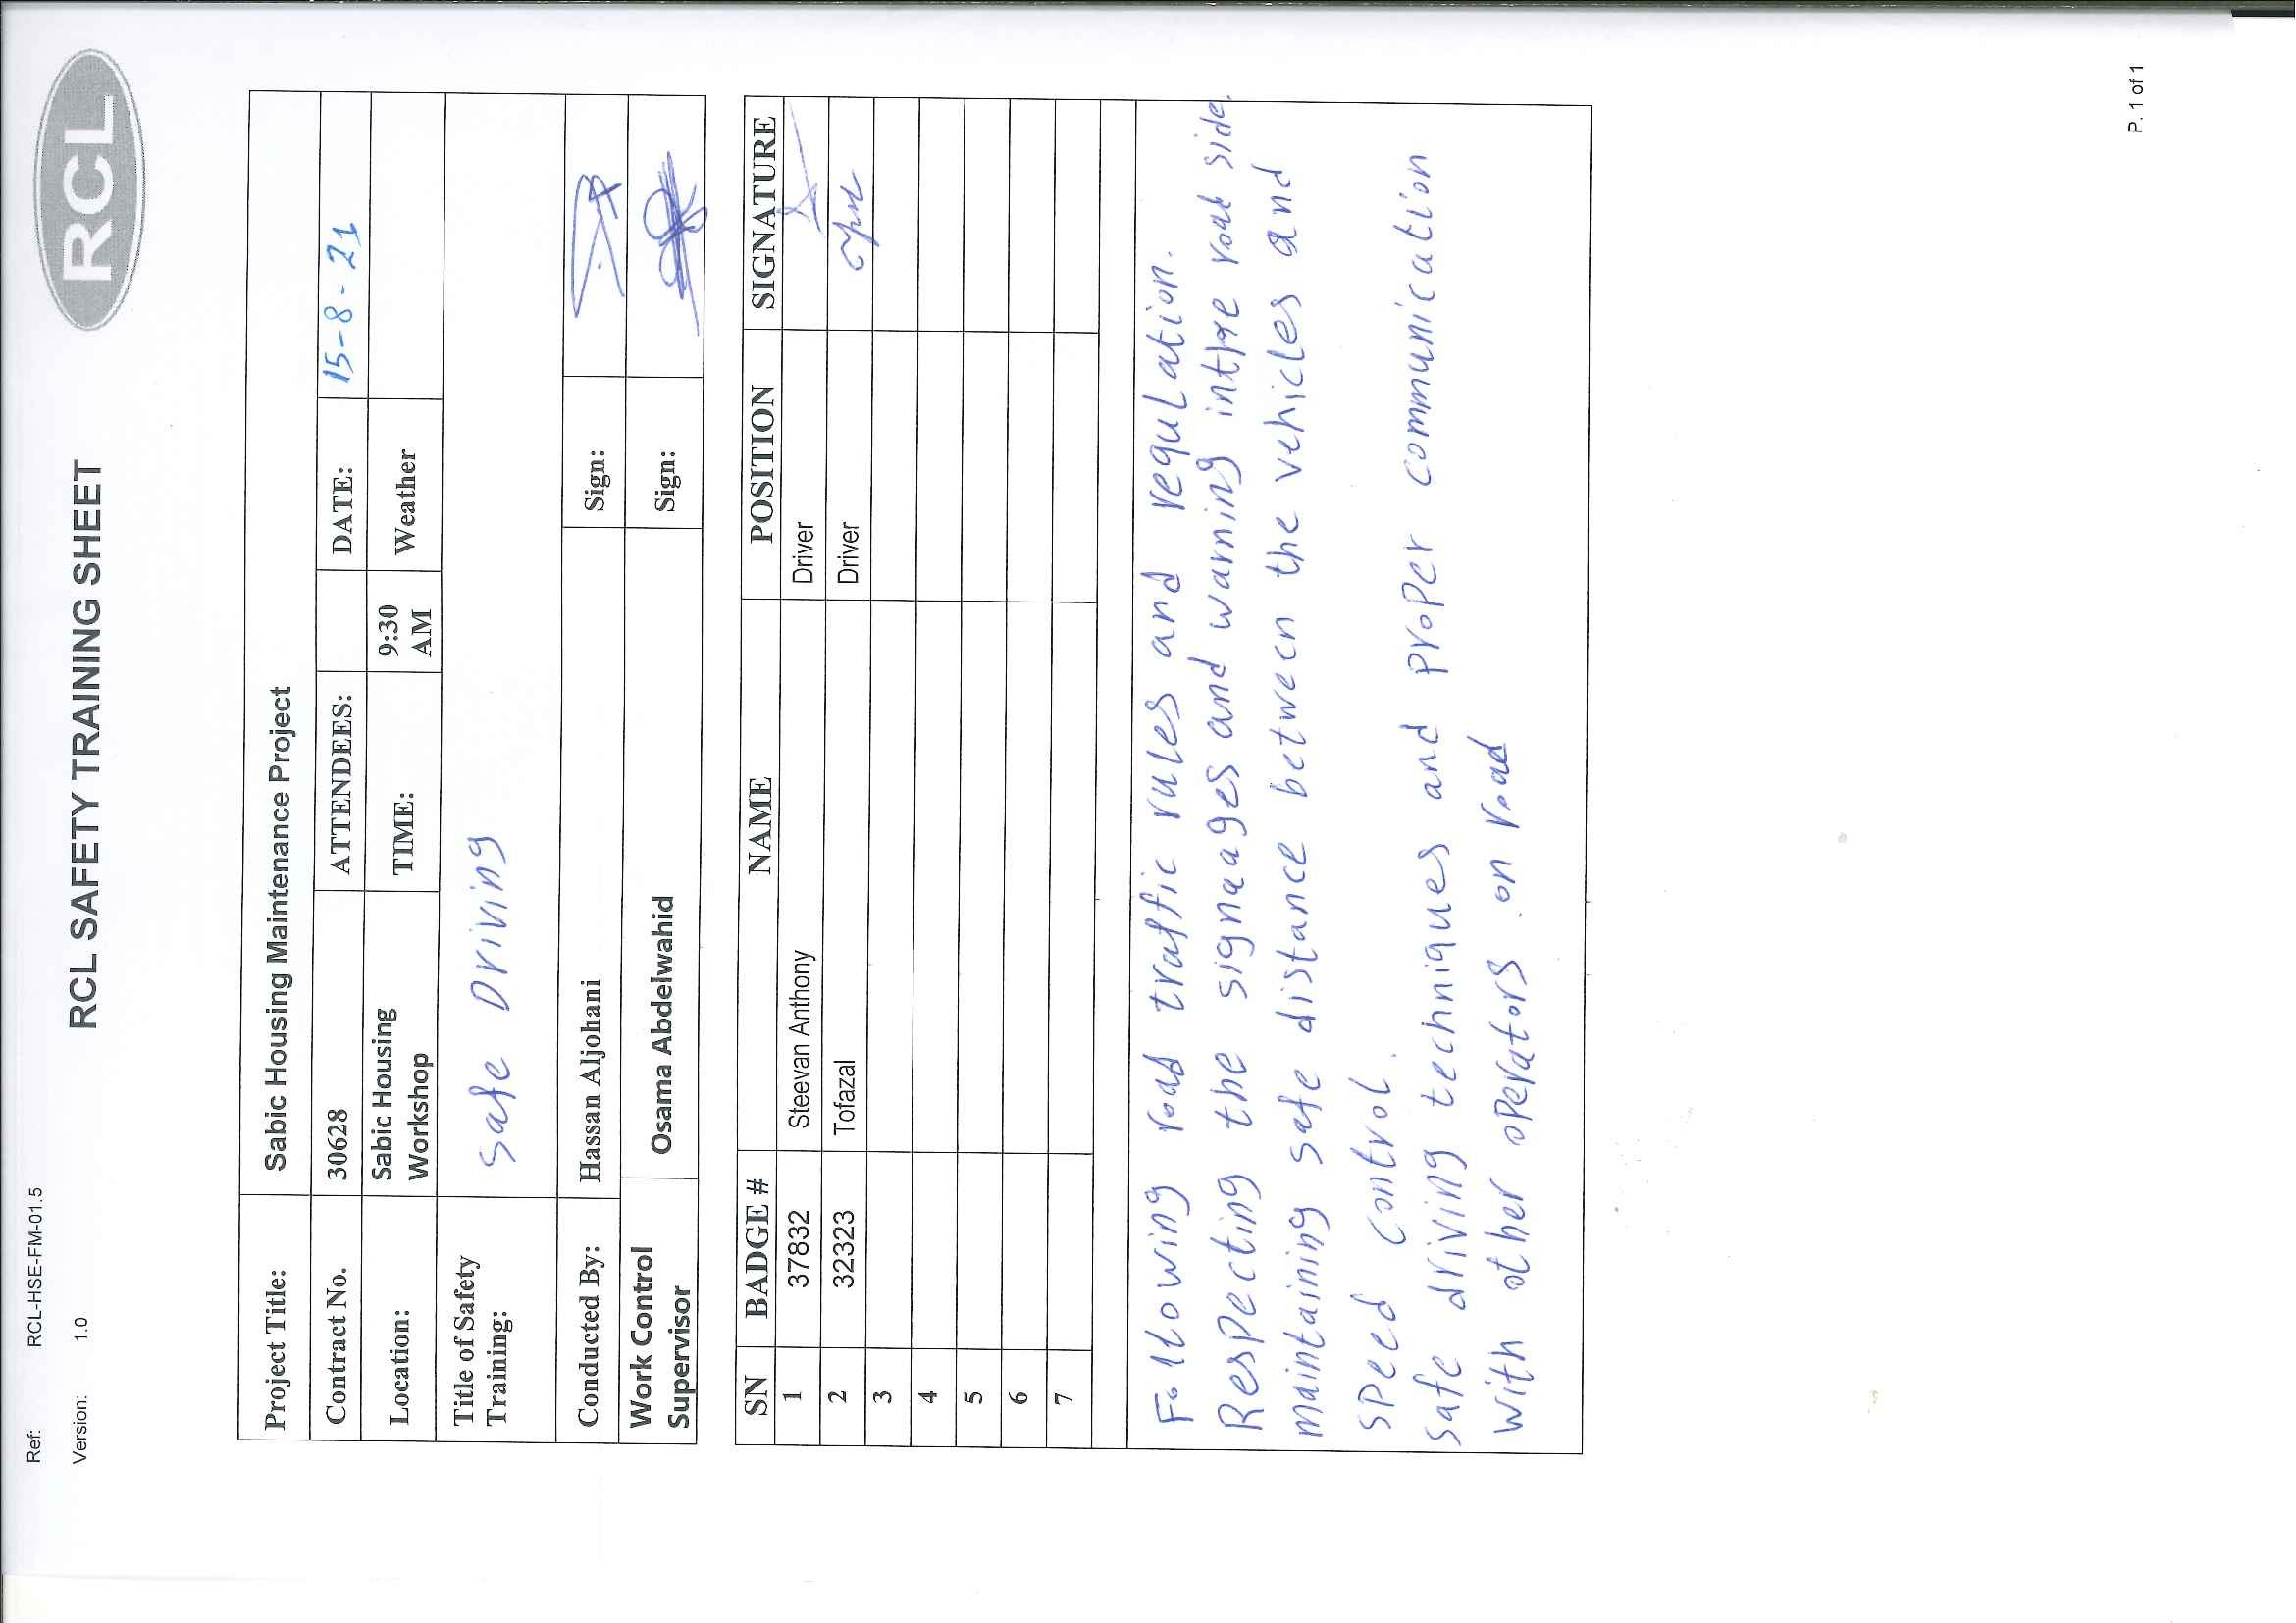 Ref: RCL-HSE-FM-01.5
Version: 1.0
RCL SAFETY TRAINING SHEET
RCL
Project Title: Sabic Housing Maintenance Project
Contract No. 30628 ATTENDEES: DATE: 15-8-21
Location: Sabic Housing Workshop TIME: 9:30 AM Weather
Title of Safety Training: Safe Driving
Conducted By: Hassan Aljohani Sign:
Work Control Supervisor Osama Abdelwahid Sign:
SN BADGE # NAME POSITION SIGNATURE
1 37832 Steevan Anthony Driver
2 32323 Tofazal Driver
3
4
5
6
7
Following road traffic rules and regulation.
Respecting the signages and warning in the road side.
maintaining safe distance between the vehicles and
speed control.
safe driving techniques and proper communication
with other operators on road
P. 1 of 1